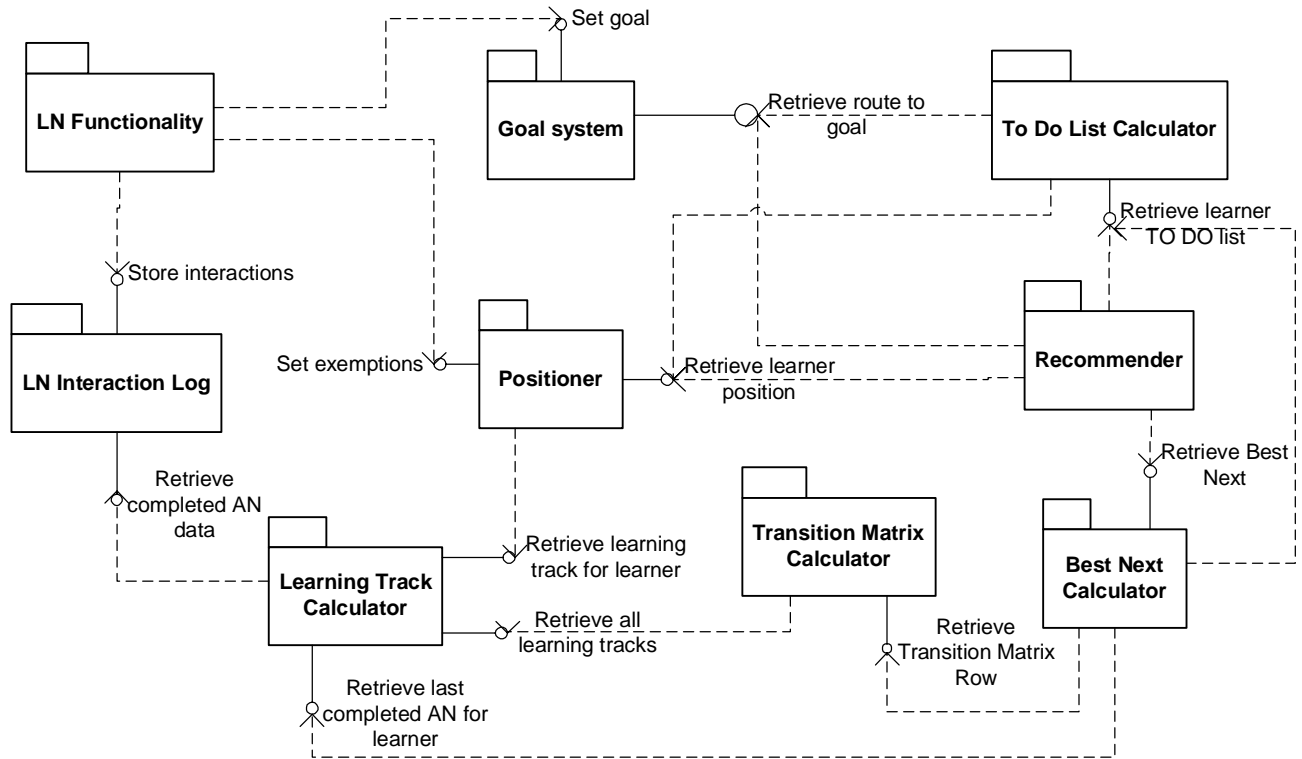 Set goal
LN Functionality
Goal system
Retrieve route to
goal
To Do List Calculator
Retrieve learner
TO DO list
Store interactions
Set exemptions
Positioner
Retrieve learner
position
Recommender
LN Interaction Log
Retrieve Best
Next
Retrieve
completed AN
data
Retrieve learning
track for learner
Transition Matrix
Calculator
Best Next
Calculator
Learning Track
Calculator
Retrieve all
learning tracks
Retrieve
Transition Matrix
Row
Retrieve last
completed AN for
learner